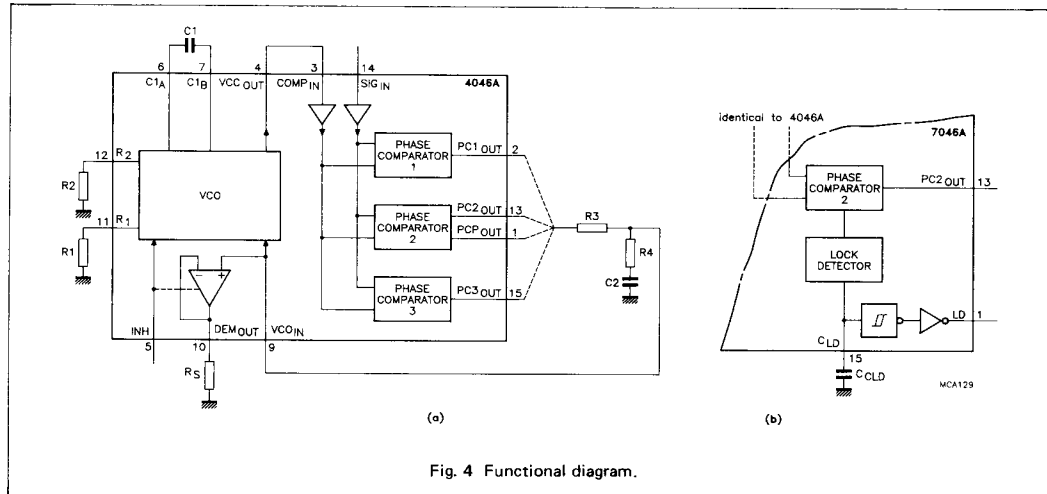 C1
6 7 4 3 14
C1A C1B VCC OUT COMP IN SIG IN 4046A
identical to 4046A
7046A
12 R2
R2
VCO
11 R1
R1
PHASE COMPARATOR 1
PC1 OUT 2
PHASE COMPARATOR 2
PC2 OUT 13
PCP OUT 1
PHASE COMPARATOR 3
PC3 OUT 15
R3
R4
C2
− +
INH DEM OUT VCO IN
5 10 9
RS
(a)
PHASE COMPARATOR 2
PC2 OUT 13
LOCK DETECTOR
LD 1
CLD
15
CCLD
MCA129
(b)
Fig. 4 Functional diagram.